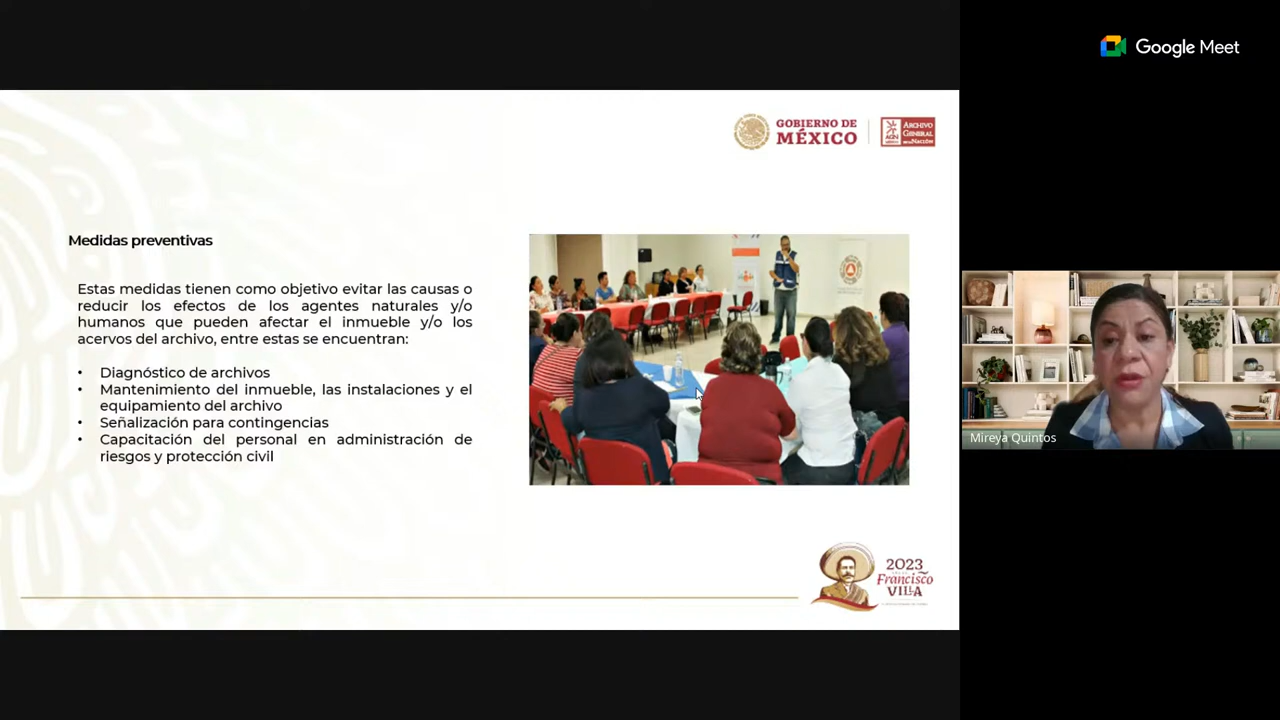 Google Meet
GOBIERNO DE
MÉXICO
ARCHIVO
GENERAL
DE LA NACIÓN
Medidas preventivas
Estas medidas tienen como objetivo evitar las causas o
reducir los efectos de los agentes naturales y/o
humanos que pueden afectar el inmueble y/o los
acervos del archivo, entre estas se encuentran:
• Diagnóstico de archivos
• Mantenimiento del inmueble, las instalaciones y el
equipamiento del archivo
• Señalización para contingencias
• Capacitación del personal en administración de
riesgos y protección civil
Mireya Quintos
2023
Francisco
VILLA